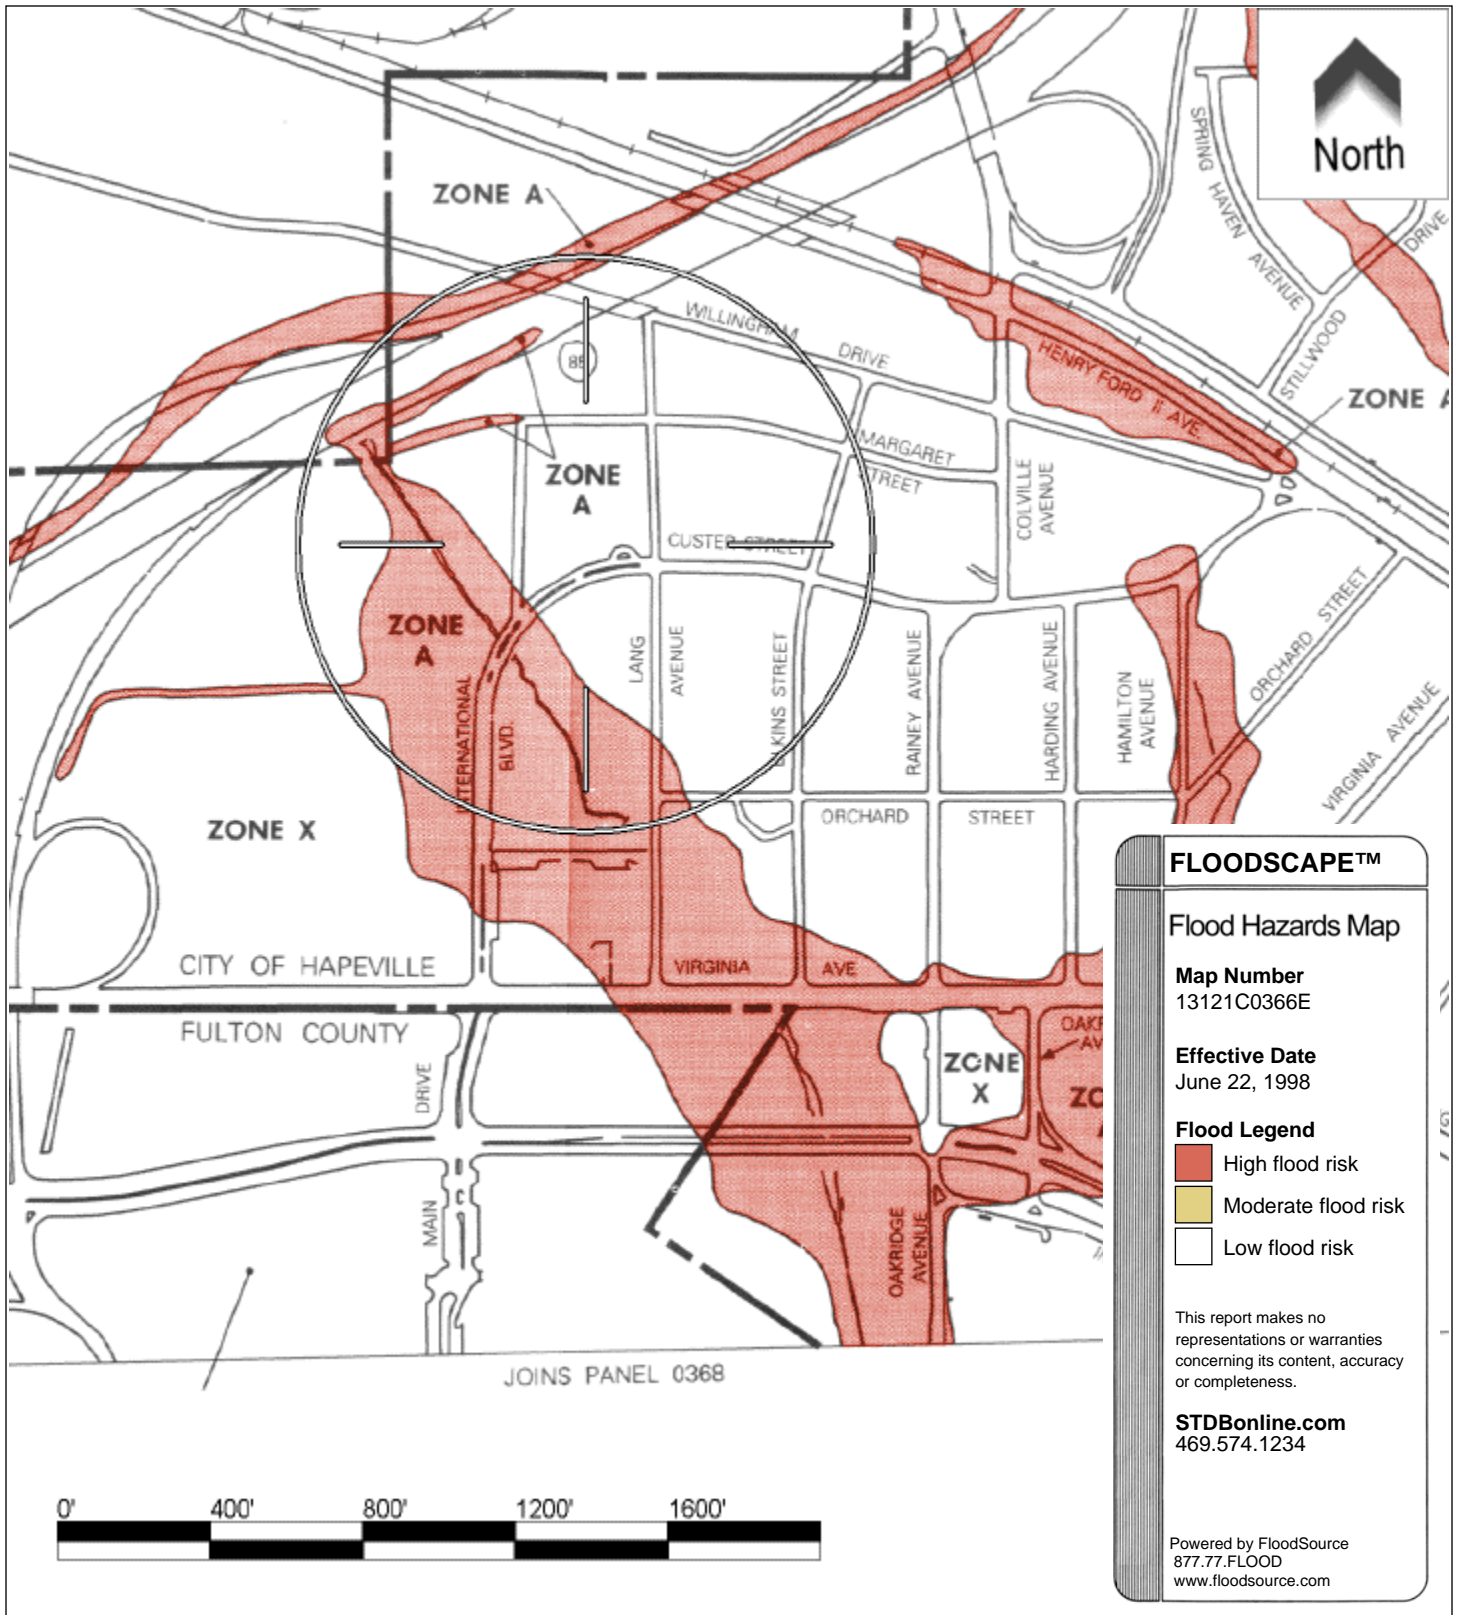 North
SPRING HAVEN AVENUE
DRIVE
STILLWOOD
ZONE A
ZONE A
WILLINGHAM
DRIVE
HENRY FORD II AVE.
MARGARET
STREET
COLVILLE
AVENUE
ZONE
A
CUSTER STREET
ZONE
A
INTERNATIONAL
BLVD.
LANG
AVENUE
RAINEY AVENUE
HARDING AVENUE
HAMILTON
AVENUE
ORCHARD STREET
VIRGINIA AVENUE
ORCHARD
STREET
ZONE X
CITY OF HAPEVILLE
VIRGINIA
AVE
FULTON COUNTY
ZONE
X
DRIVE
MAIN
OAKRIDGE
AVENUE
JOINS PANEL 0368
0'
400'
800'
1200'
1600'
FLOODSCAPE™
Flood Hazards Map
Map Number
13121C0366E
Effective Date
June 22, 1998
Flood Legend
High flood risk
Moderate flood risk
Low flood risk
This report makes no
representations or warranties
concerning its content, accuracy
or completeness.
STDBonline.com
469.574.1234
Powered by FloodSource
877.77.FLOOD
www.floodsource.com